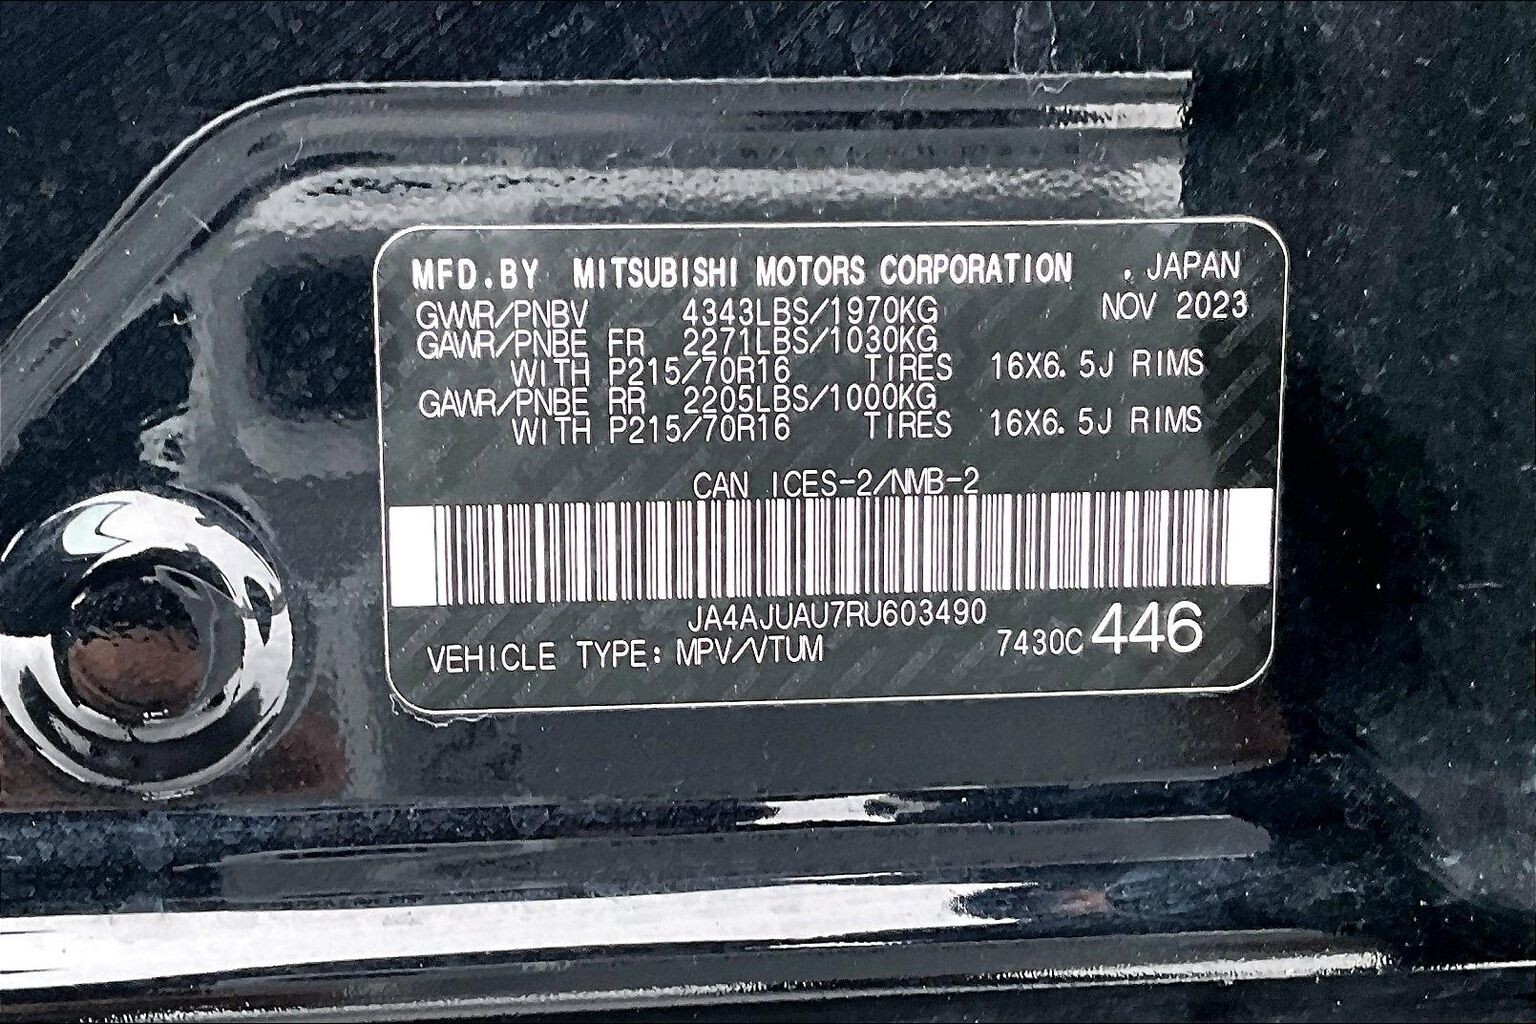 MFD.BY MITSUBISHI MOTORS CORPORATION , JAPAN
GVWR/PNBV 4343LBS/1970KG NOV 2023
GAWR/PNBE FR 2271LBS/1030KG
WITH P215/70R16 TIRES 16X6.5J RIMS
GAWR/PNBE RR 2205LBS/1000KG
WITH P215/70R16 TIRES 16X6.5J RIMS
CAN ICES-2/NMB-2
JA4AJUAU7RU603490
VEHICLE TYPE: MPV/VTUM 7430C 446